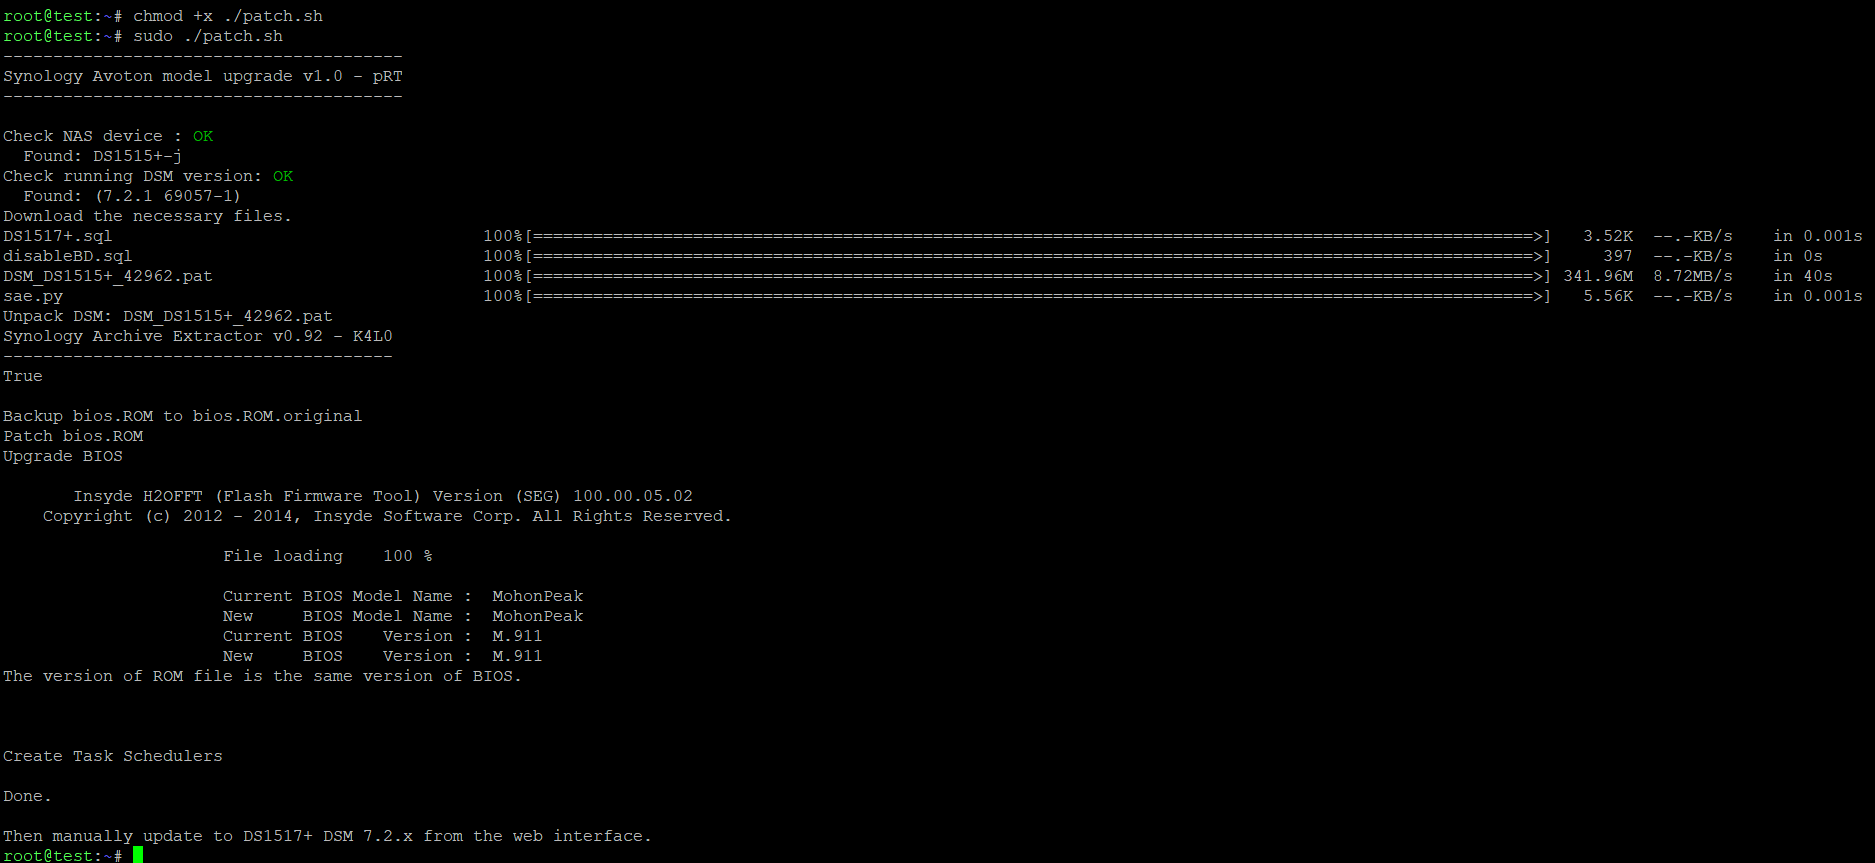 root@test:~# chmod +x ./patch.sh
root@test:~# sudo ./patch.sh
----------------------------------------
Synology Avoton model upgrade v1.0 - pRT
----------------------------------------
Check NAS device : OK
  Found: DS1515+-j
Check running DSM version: OK
  Found: (7.2.1 69057-1)
Download the necessary files.
DS1517+.sql                                     100%[====================================================================================================>]   3.52K  --.-KB/s    in 0.001s
disableBD.sql                                   100%[====================================================================================================>]     397  --.-KB/s    in 0s
DSM_DS1515+_42962.pat                           100%[====================================================================================================>] 341.96M  8.72MB/s    in 40s
sae.py                                          100%[====================================================================================================>]   5.56K  --.-KB/s    in 0.001s
Unpack DSM: DSM_DS1515+_42962.pat
Synology Archive Extractor v0.92 - K4L0
---------------------------------------
True
Backup bios.ROM to bios.ROM.original
Patch bios.ROM
Upgrade BIOS
       Insyde H2OFFT (Flash Firmware Tool) Version (SEG) 100.00.05.02
    Copyright (c) 2012 - 2014, Insyde Software Corp. All Rights Reserved.
                      File loading    100 %
                      Current BIOS Model Name :  MohonPeak
                      New     BIOS Model Name :  MohonPeak
                      Current BIOS    Version :  M.911
                      New     BIOS    Version :  M.911
The version of ROM file is the same version of BIOS.
Create Task Schedulers
Done.
Then manually update to DS1517+ DSM 7.2.x from the web interface.
root@test:~#